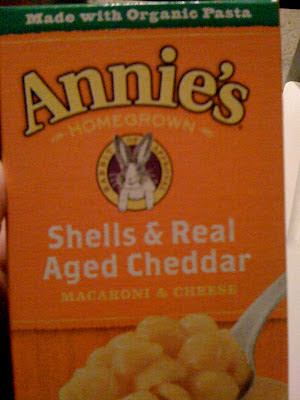 Made with Organic Pasta
Annie's
HOMEGROWN
Shells & Real
Aged Cheddar
MACARONI & CHEESE